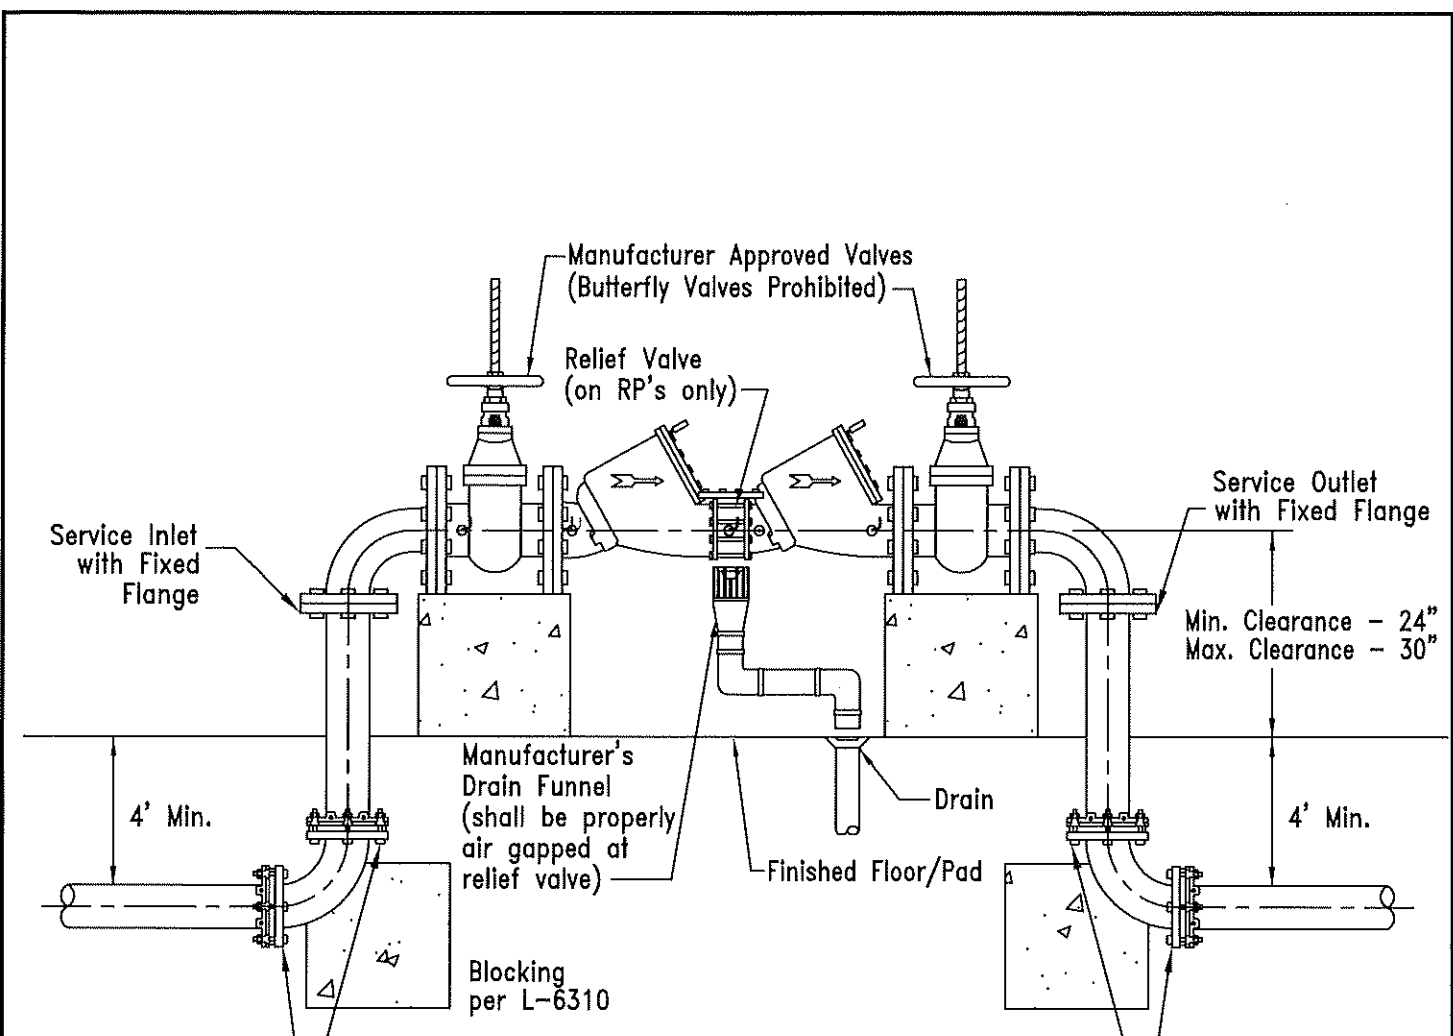 Manufacturer Approved Valves
(Butterfly Valves Prohibited)
Relief Valve
(on RP's only)
Service Inlet
with Fixed
Flange
Service Outlet
with Fixed Flange
Min. Clearance - 24"
Max. Clearance - 30"
Manufacturer's
Drain Funnel
(shall be properly
air gapped at
relief valve)
4' Min.
Drain
4' Min.
Finished Floor/Pad
Blocking
per L-6310